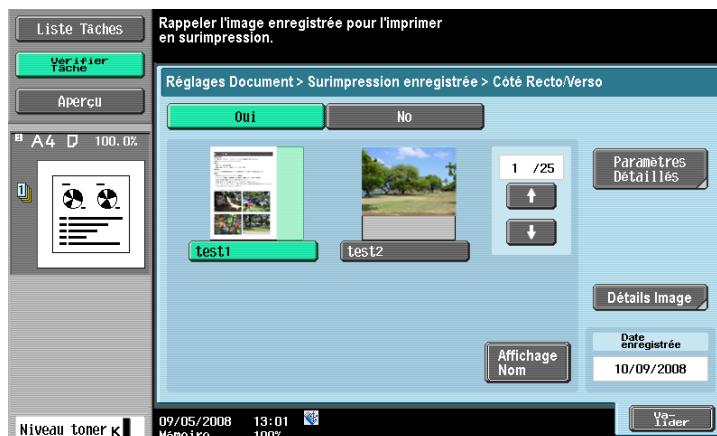 Liste Tâches
Vérifier
Tâche
Aperçu
A4 100.0%
1
Niveau toner K
Rappeler l'image enregistrée pour l'imprimer
en surimpression.
Réglages Document > Surimpression enregistrée > Côté Recto/Verso
Oui
No
test1
test2
1 /25
Paramètres
Détaillés
Détails Image
Affichage
Nom
Date
enregistrée
10/09/2008
09/05/2008 13:01
Mémoire 100%
Va-
lider